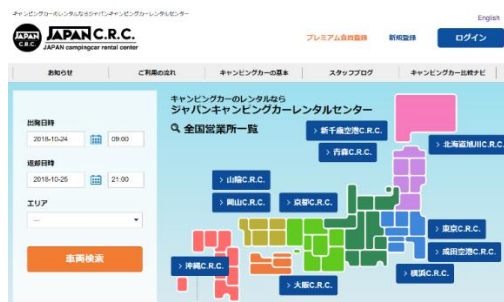 キャンピングカーのレンタルならジャパンキャンピングカーレンタルセンター
English
JAPAN C.R.C.
JAPAN C.R.C.
JAPAN campingcar rental center
プレミアム会員登録
新規登録
ログイン
お知らせ
ご利用の流れ
キャンピングカーの基本
スタッフブログ
キャンピングカー比較ナビ
キャンピングカーのレンタルなら
ジャパンキャンピングカーレンタルセンター
全国営業所一覧
出発日時
2018-10-24
09:00
返却日時
2018-10-25
21:00
エリア
---
車両検索
> 新千歳空港C.R.C.
> 北海道旭川C.R.C.
> 青森C.R.C.
> 山陰C.R.C.
> 岡山C.R.C.
> 京都C.R.C.
> 東京C.R.C.
> 成田空港C.R.C.
> 横浜C.R.C.
> 沖縄C.R.C.
> 大阪C.R.C.